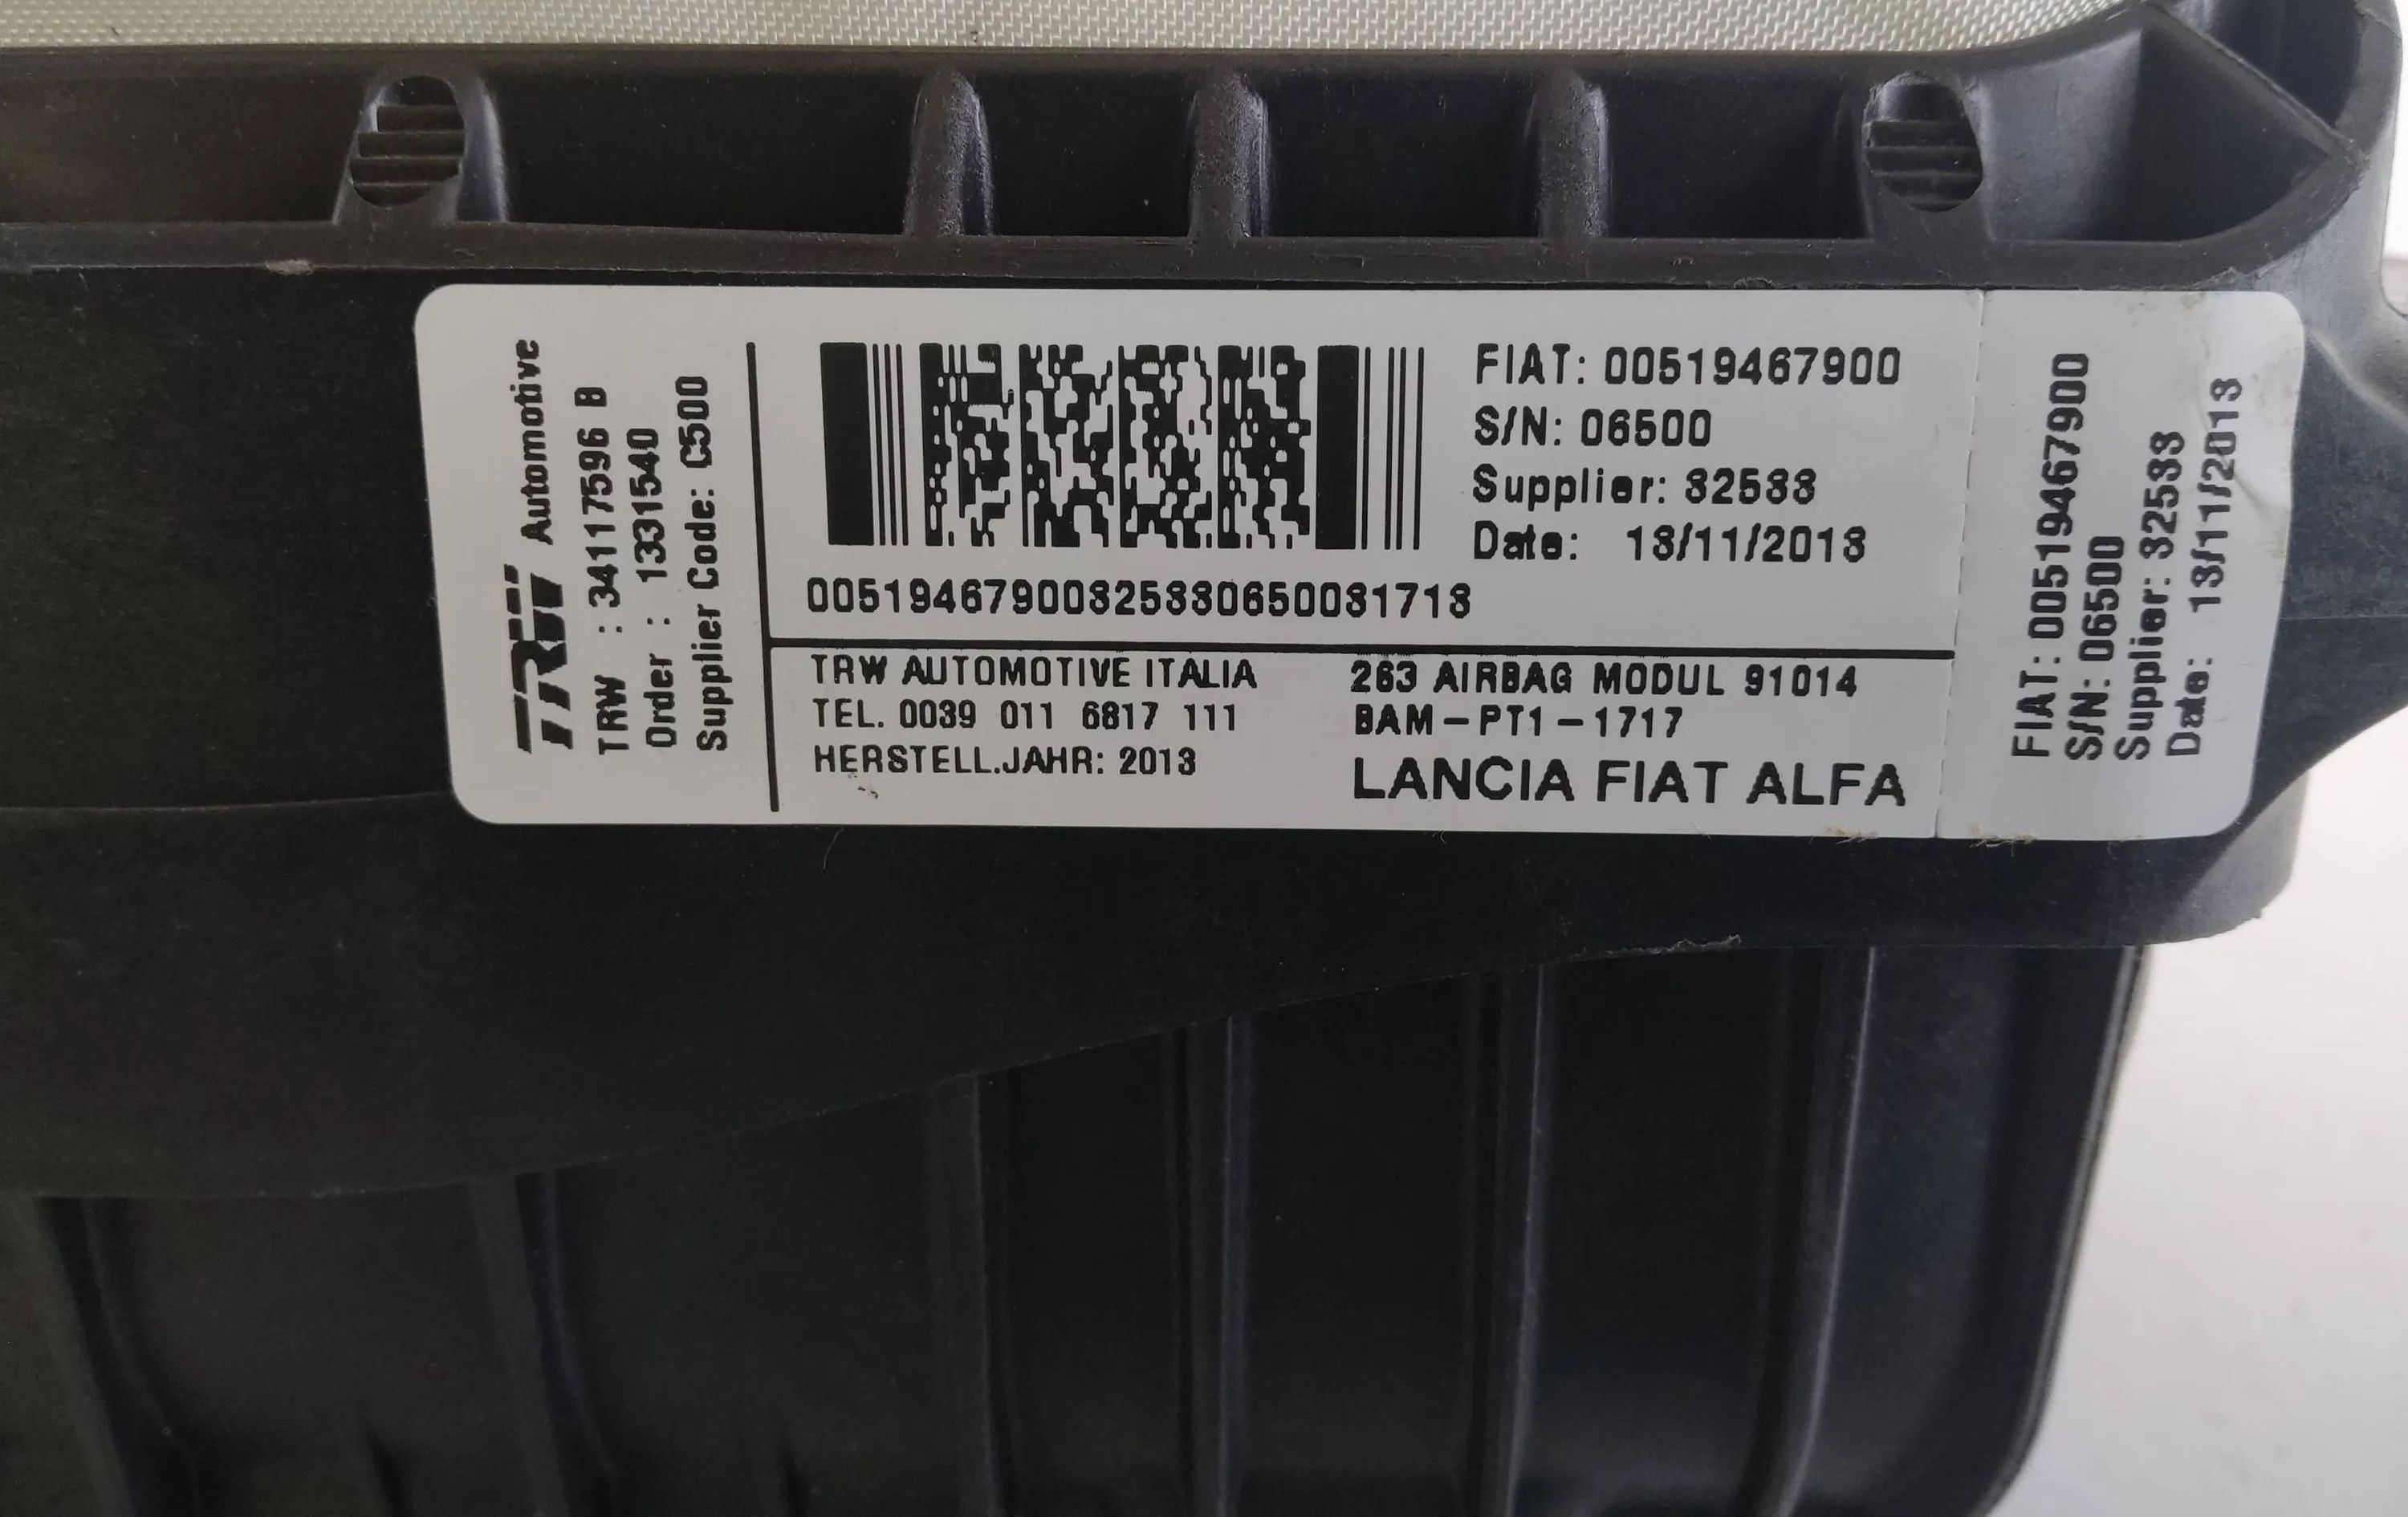 TRW Automotive
TRW : 34117596 B
Order : 1331540
Supplier Code: C500
FIAT: 00519467900
S/N: 06500
Supplier: 32533
Date: 13/11/2013
00519467900325330650031713
TRW AUTOMOTIVE ITALIA
TEL. 0039 011 6817 111
HERSTELL.JAHR: 2013
263 AIRBAG MODUL 91014
BAM-PT1-1717
LANCIA FIAT ALFA
FIAT: 00519467900
S/N: 06500
Supplier: 32533
Date: 13/11/2013